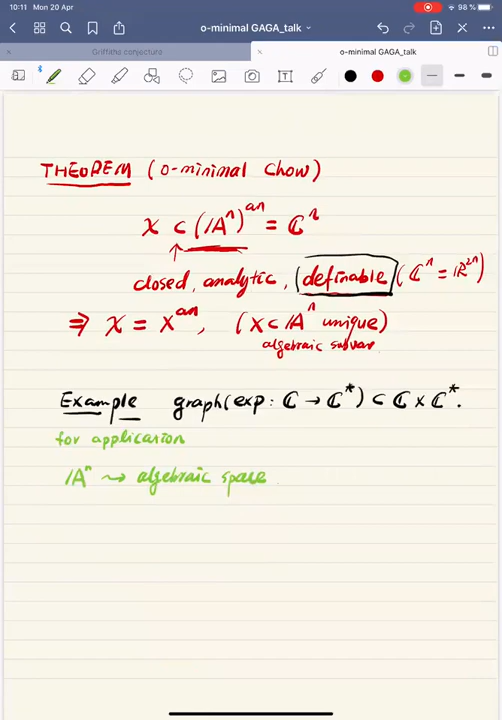 10:11 Mon 20 Apr
98 %
o-minimal GAGA_talk
Griffiths conjecture
o-minimal GAGA_talk
THEOREM (o-minimal Chow)
𝒳 ⊂ (/A^n)^an = ℂ^n
closed, analytic, (definable (ℂ^n = ℝ^2n)
⇒ 𝒳 = X^an, (X ⊂ /A^n unique)
algebraic subvar
Example graph(exp: ℂ → ℂ*) ⊂ ℂ × ℂ*.
for application
/A^n ⇝ algebraic space